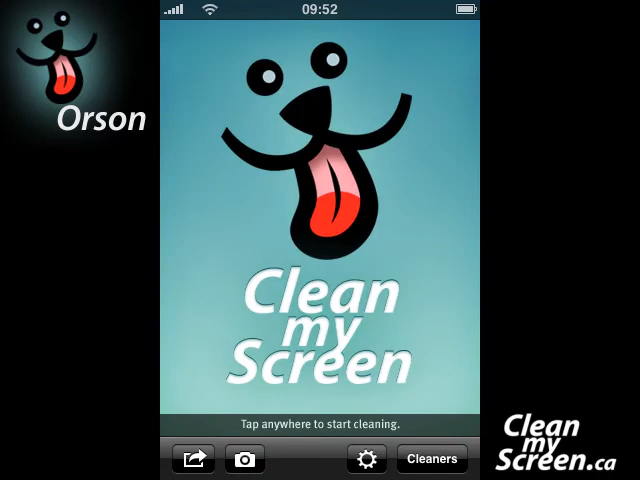 09:52
Orson
Clean
my
Screen
Tap anywhere to start cleaning.
Cleaners
Clean
my
Screen.ca